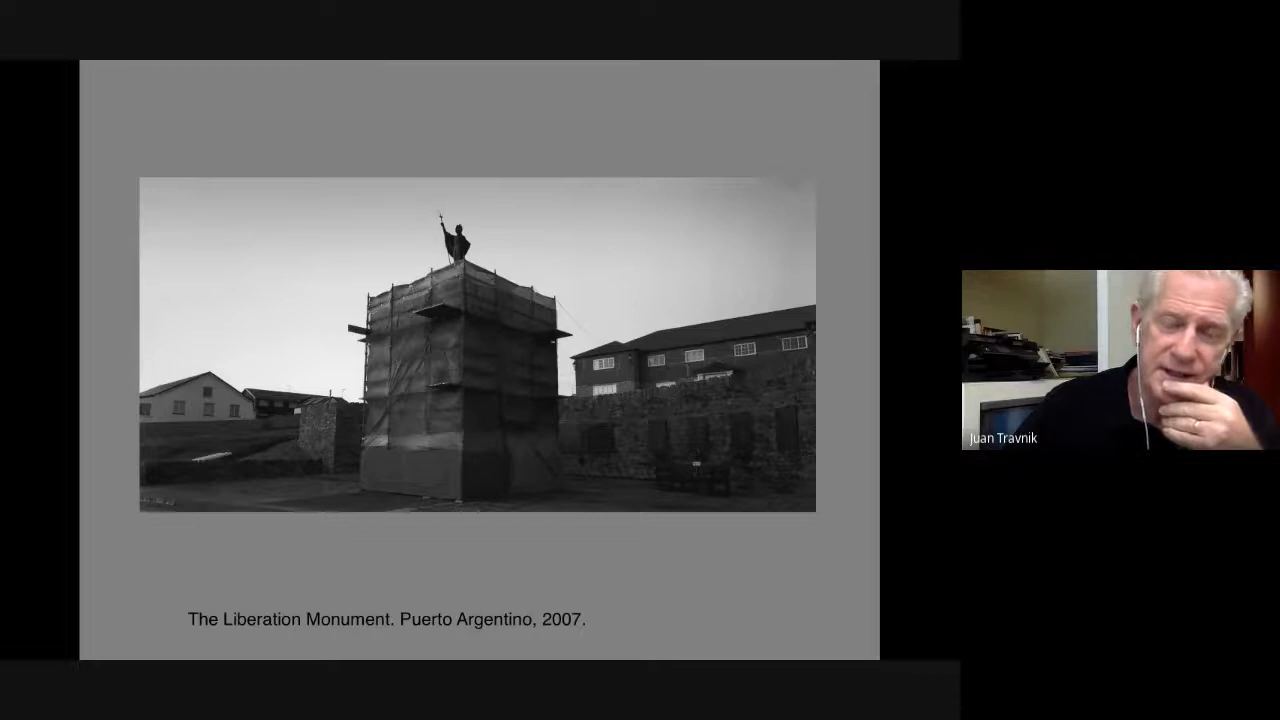 The Liberation Monument. Puerto Argentino, 2007.
Juan Travnik